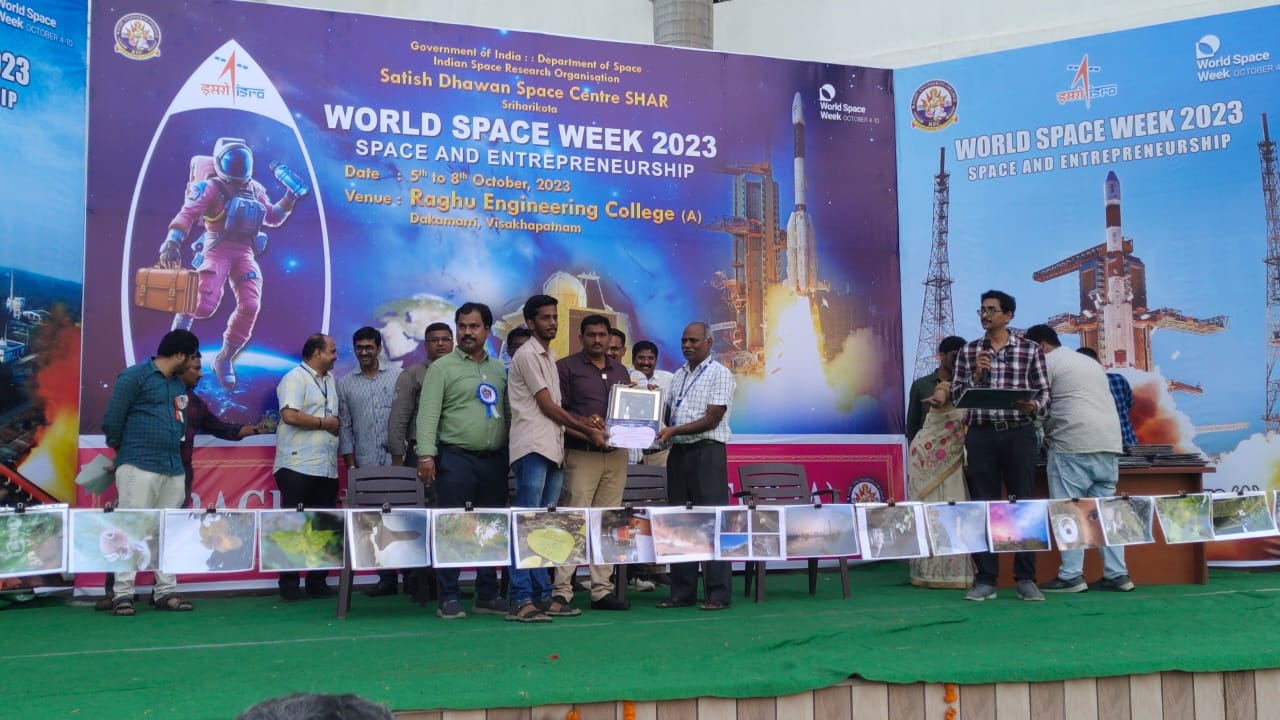 ld Space
Week OCTOBER 4-10
023
HIP
इसरो isro
Government of India : : Department of Space
Indian Space Research Organisation
Satish Dhawan Space Centre SHAR
Sriharikota
WORLD SPACE WEEK 2023
SPACE AND ENTREPRENEURSHIP
Date : 5th to 8th October, 2023
Venue : Raghu Engineering College (A)
Dakamarri, Visakhapatnam
World Space
Week OCTOBER 4-10
इसरो isro
World Space
Week OCTOBER 4-10
WORLD SPACE WEEK 2023
SPACE AND ENTREPRENEURSHIP